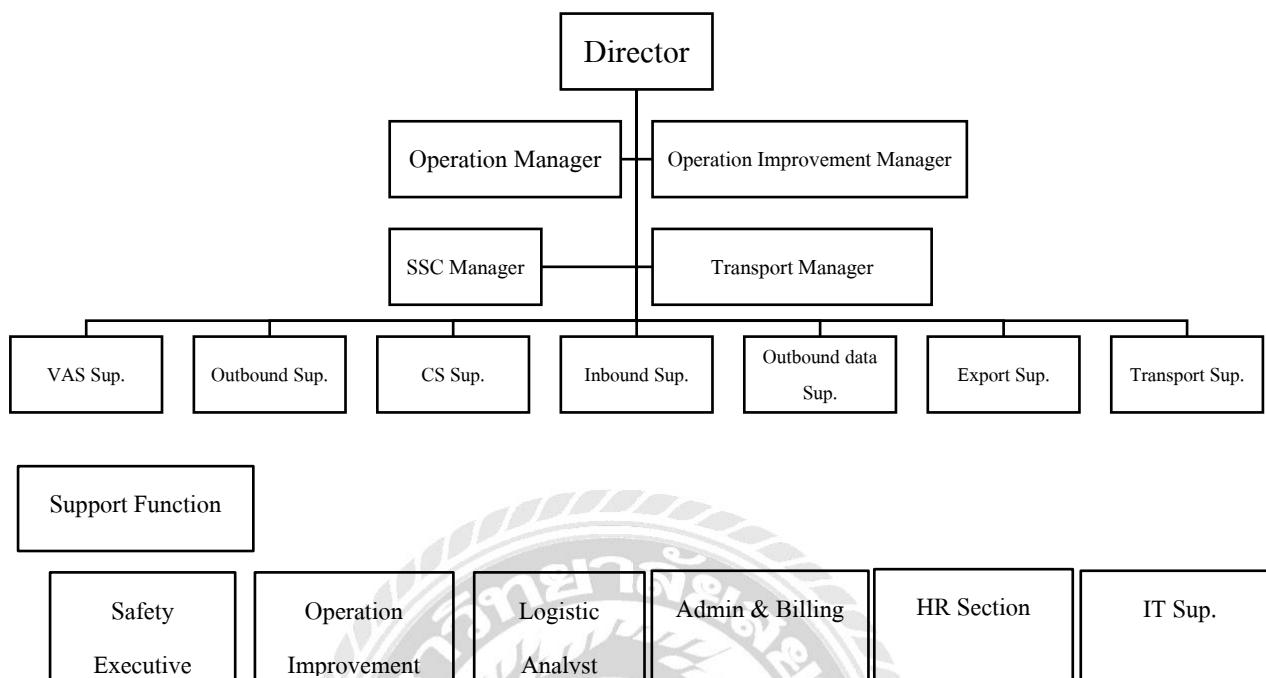 Director
Operation Manager
Operation Improvement Manager
SSC Manager
Transport Manager
VAS Sup.
Outbound Sup.
CS Sup.
Inbound Sup.
Outbound data
Sup.
Export Sup.
Transport Sup.
Support Function
Safety
Executive
Operation
Improvement
Logistic
Analyst
Admin & Billing
HR Section
IT Sup.